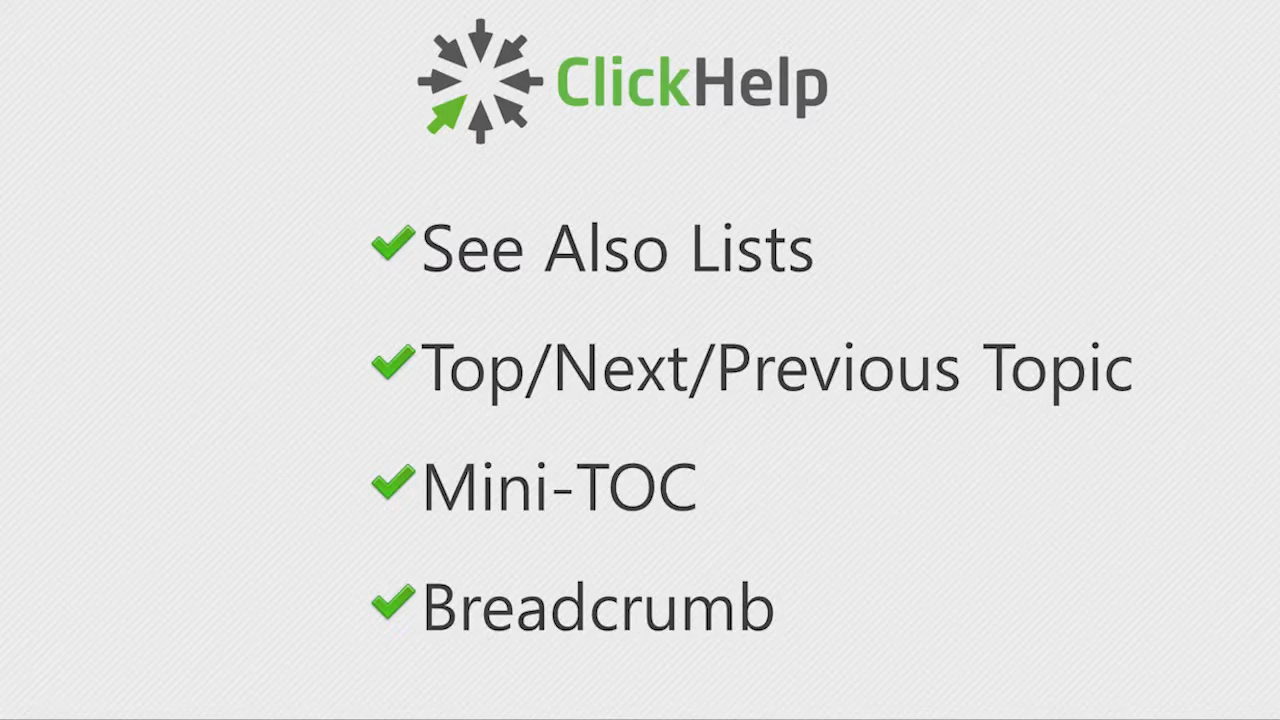 ClickHelp
See Also Lists
Top/Next/Previous Topic
Mini-TOC
Breadcrumb